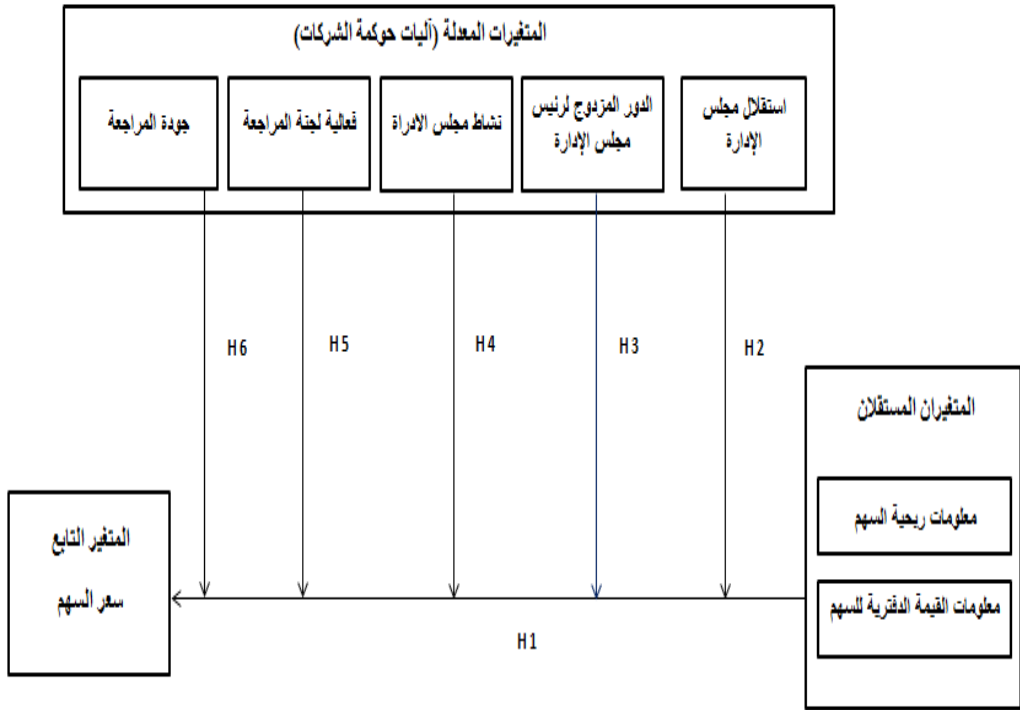 المتغيرات المعدلة (آليات حوكمة الشركات)
استقلال مجلس
الإدارة
الدور المزدوج لرئيس
مجلس الإدارة
نشاط مجلس الادراة
فعالية لجنة المراجعة
جودة المراجعة
H2
H3
H4
H5
H6
المتغيران المستقلان
معلومات ربحية السهم
معلومات القيمة الدفترية للسهم
H1
المتغير التابع
سعر السهم